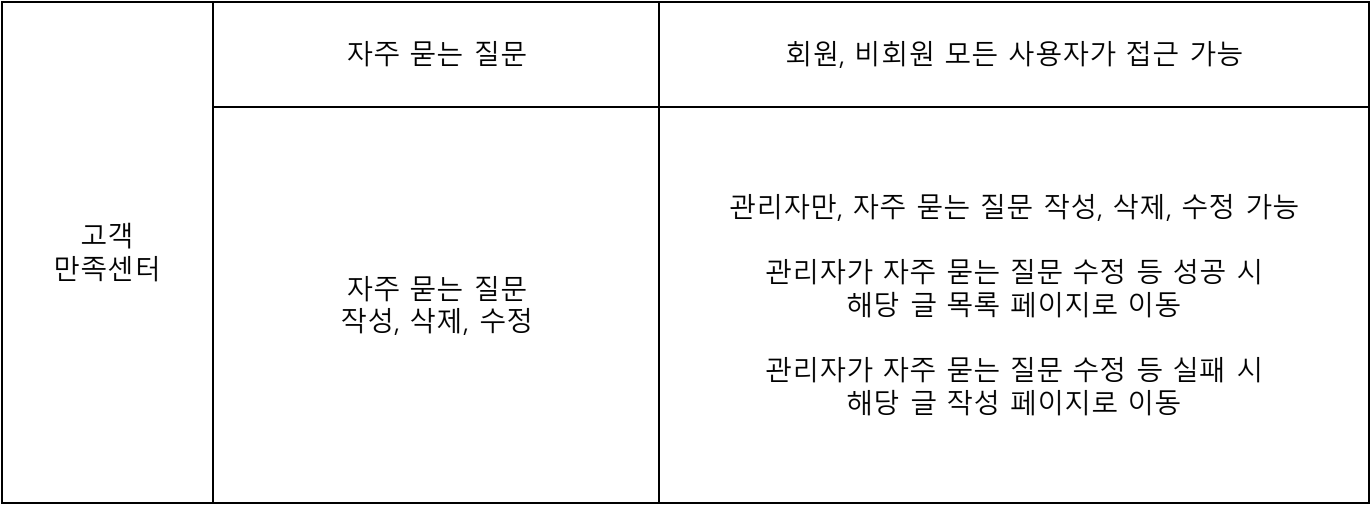 자주 묻는 질문
회원, 비회원 모든 사용자가 접근 가능
고객
만족센터
자주 묻는 질문
작성, 삭제, 수정
관리자만, 자주 묻는 질문 작성, 삭제, 수정 가능
관리자가 자주 묻는 질문 수정 등 성공 시
해당 글 목록 페이지로 이동
관리자가 자주 묻는 질문 수정 등 실패 시
해당 글 작성 페이지로 이동